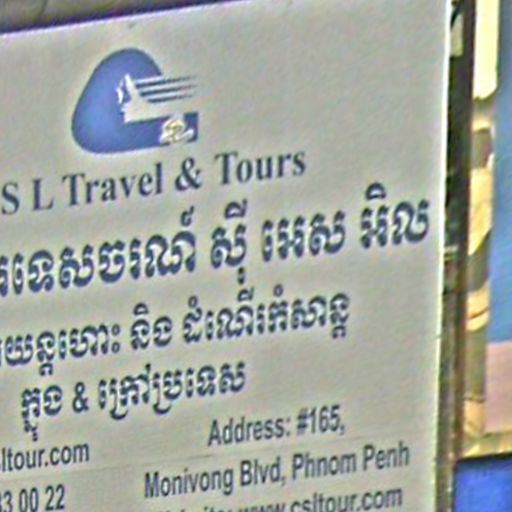 S L Travel & Tours
ទេសចរណ៍ ស៊ី អេស អិល
យន្តហោះ និង ដំណើរកំសាន្ត
ក្នុង & ក្រៅប្រទេស
Address: #165,
sltour.com
Monivong Blvd, Phnom Penh
00 22
www.csltour.com